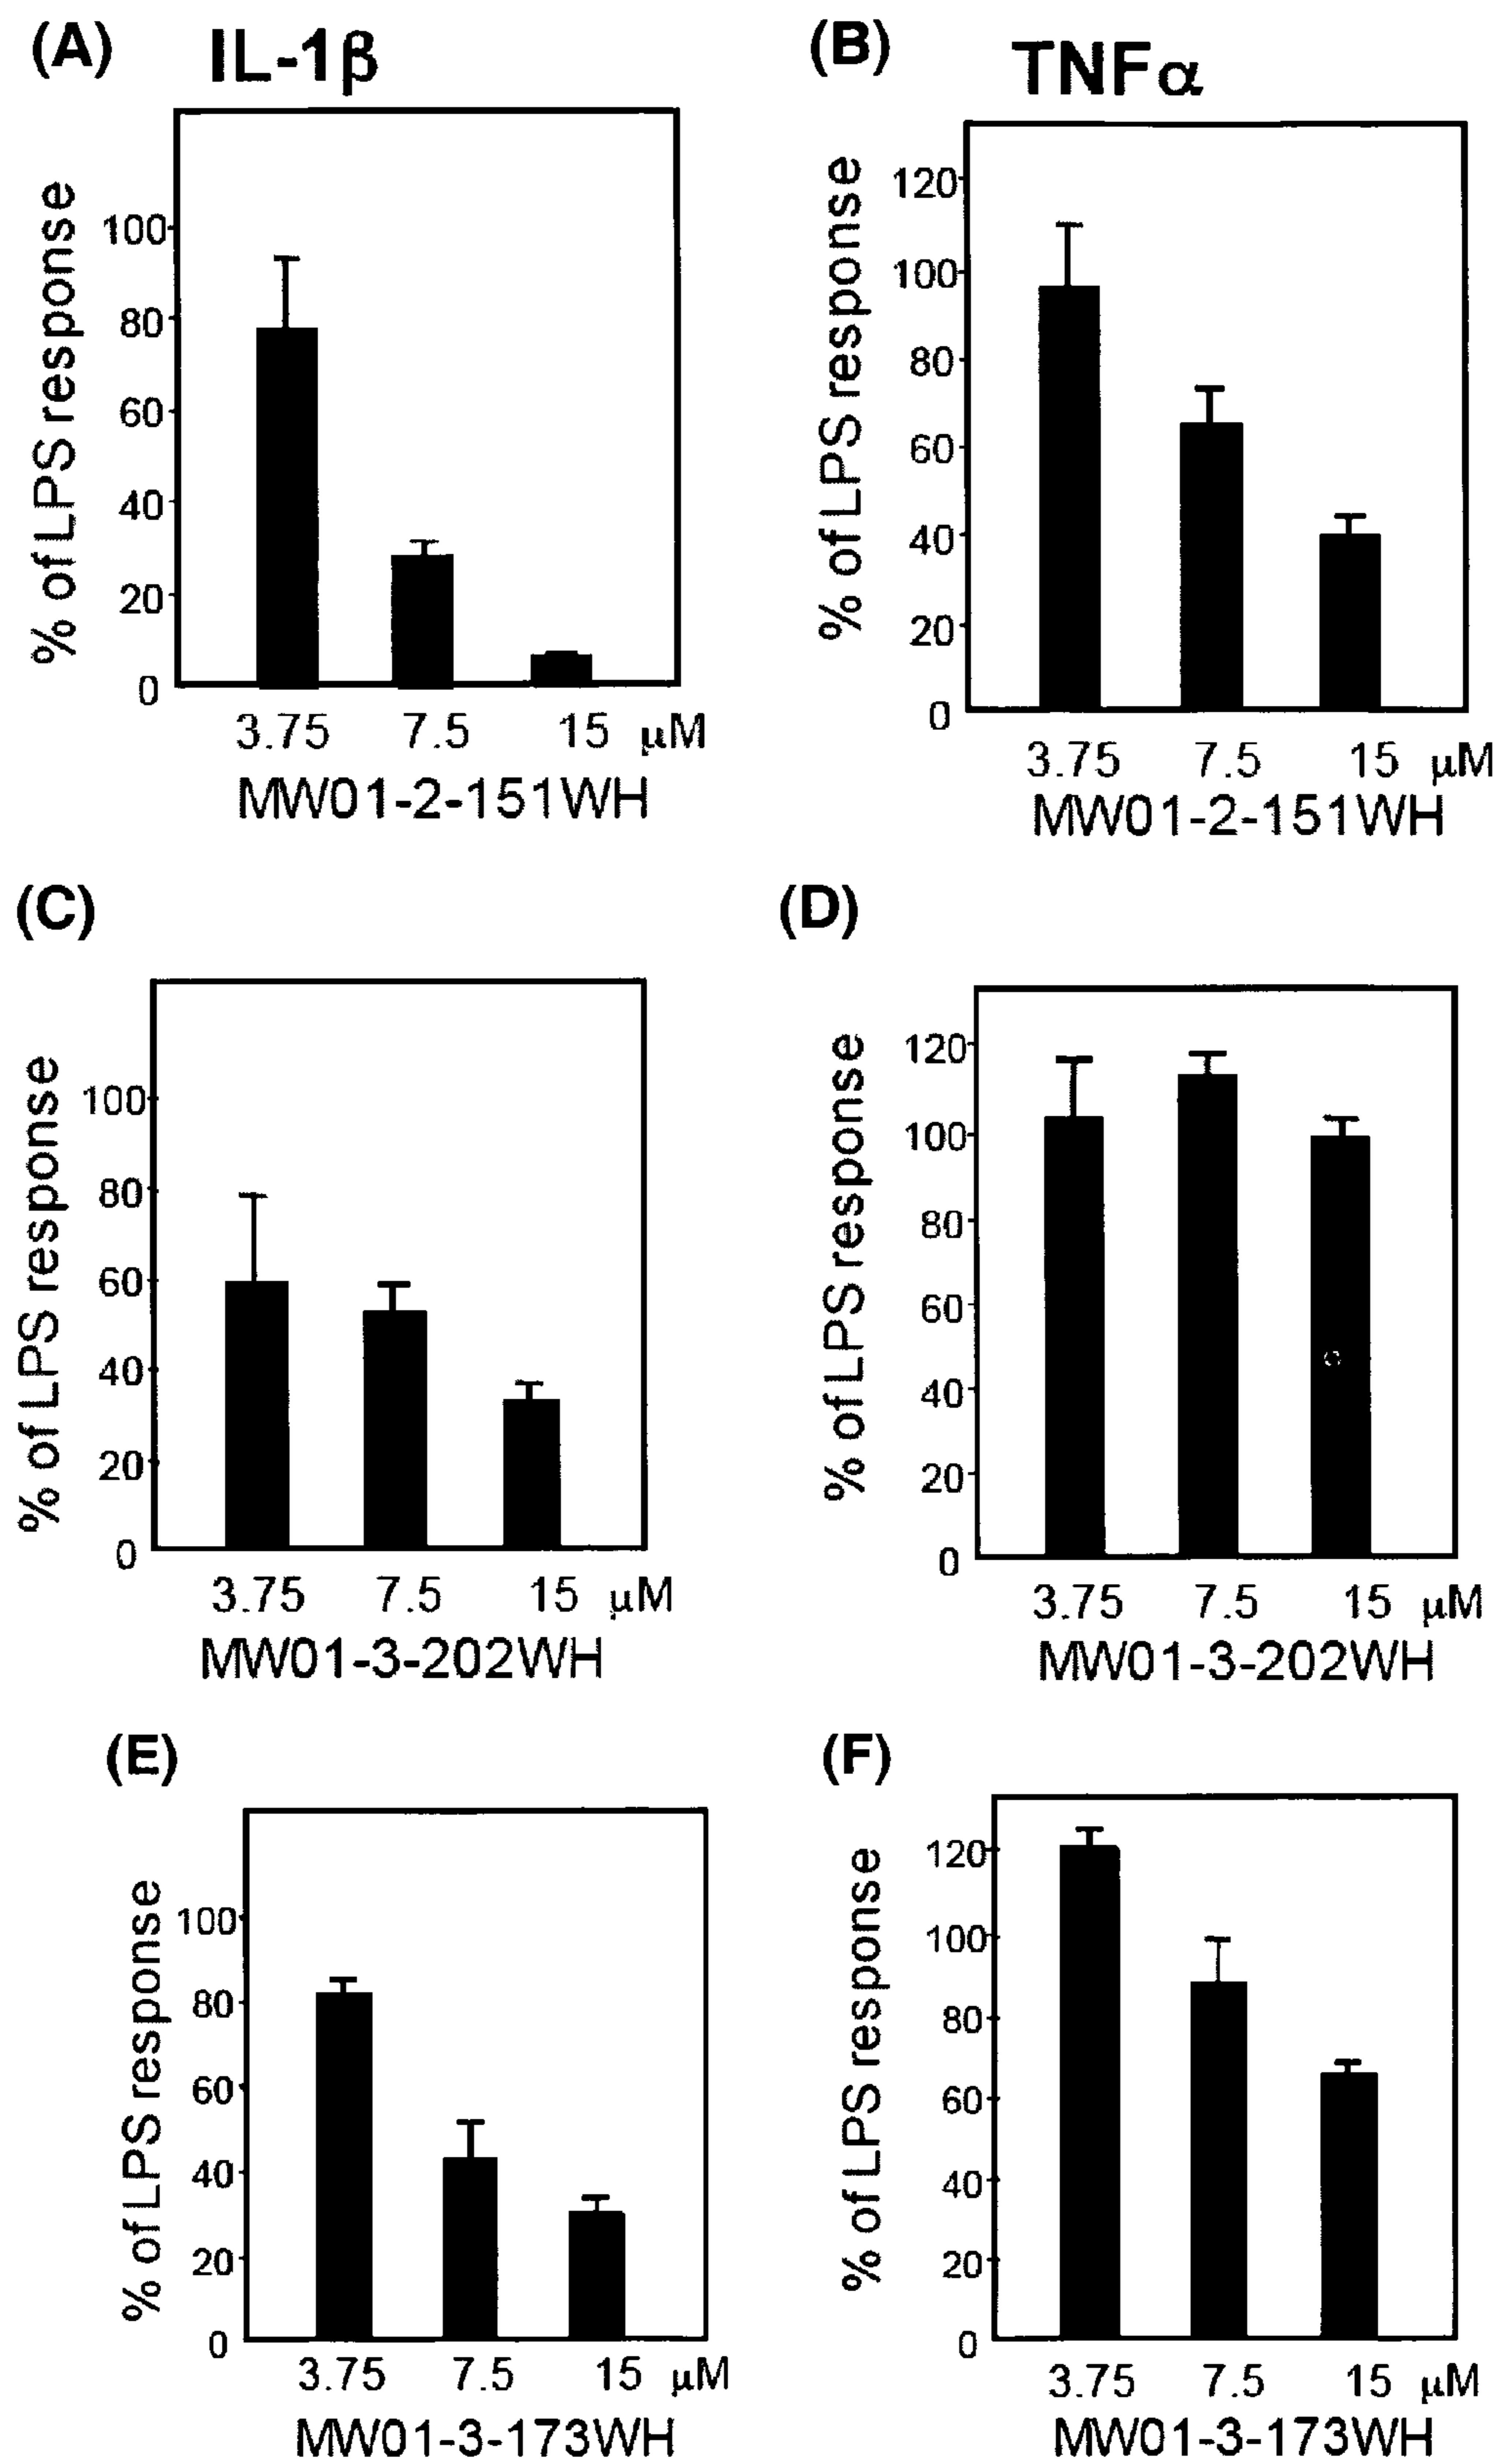 (A) IL-1β
% of LPS response
100
80
60
40
20
0
3.75 7.5 15 μM
MW01-2-151WH
(B) TNFα
% of LPS response
120
100
80
60
40
20
0
3.75 7.5 15 μM
MW01-2-151WH
(C)
% of LPS response
100
80
60
40
20
0
3.75 7.5 15 μM
MW01-3-202WH
(D)
% of LPS response
120
100
80
60
40
20
0
3.75 7.5 15 μM
MW01-3-202WH
(E)
% of LPS response
100
80
60
40
20
0
3.75 7.5 15 μM
MW01-3-173WH
(F)
% of LPS response
120
100
80
60
40
20
0
3.75 7.5 15 μM
MW01-3-173WH